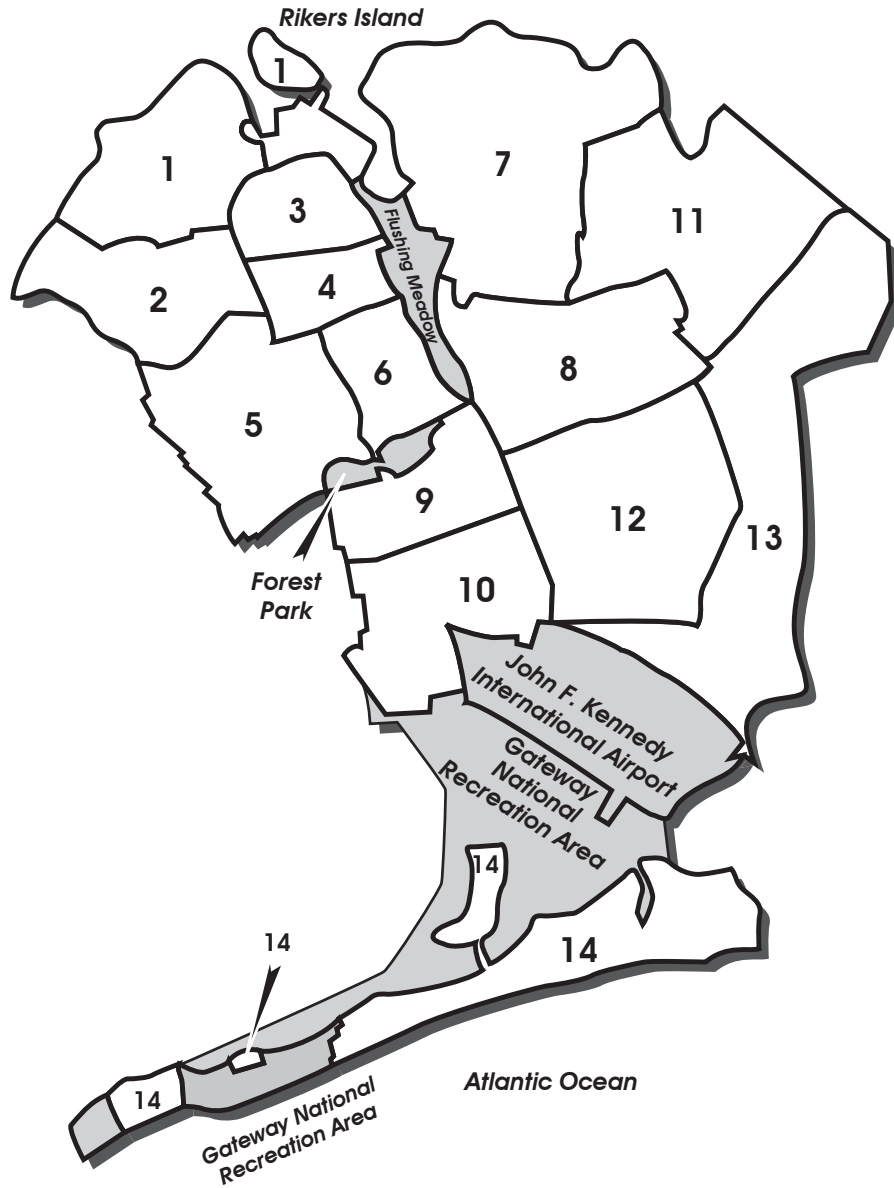 Rikers Island
1
1
7
3
11
Flushing Meadow
4
2
6
8
5
9
12
13
Forest
Park
10
John F. Kennedy
International Airport
Gateway
National
Recreation Area
14
14
14
14
Atlantic Ocean
Gateway National
Recreation Area